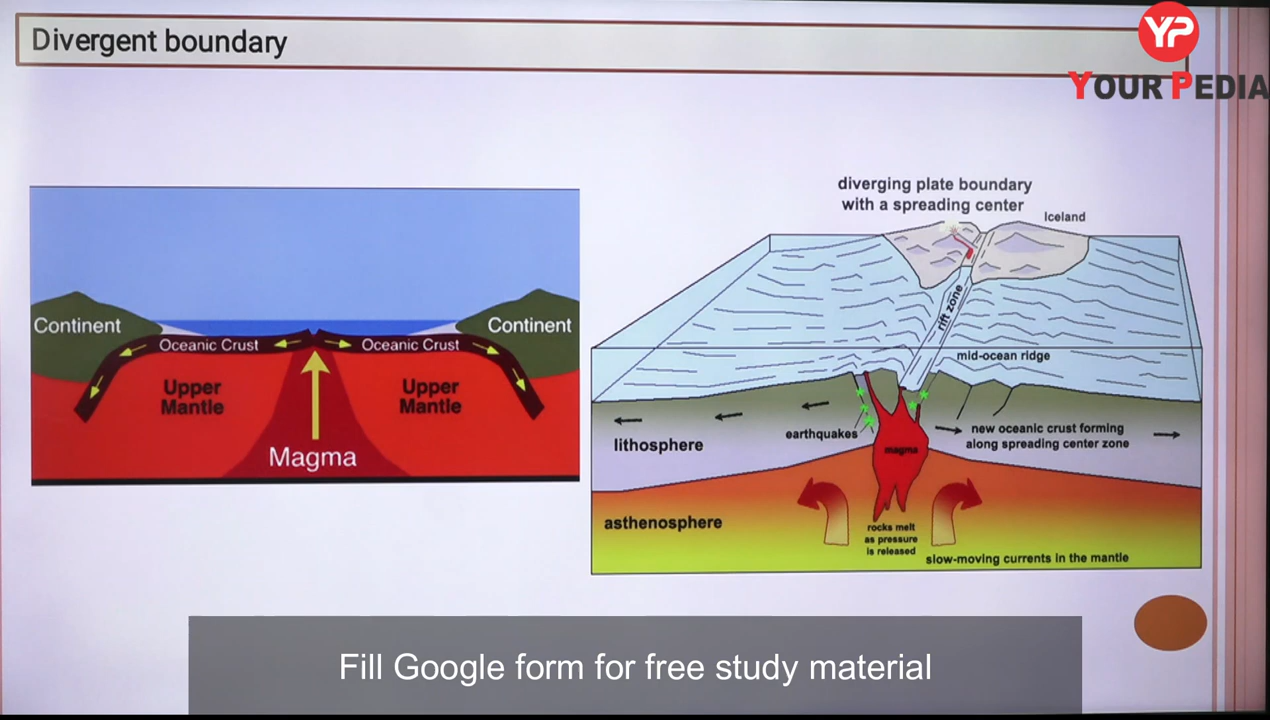 Divergent boundary
YP
YOUR PEDIA
Continent
Continent
Oceanic Crust
Oceanic Crust
Upper
Mantle
Upper
Mantle
Magma
diverging plate boundary
with a spreading center
Iceland
rift zone
mid-ocean ridge
earthquakes
new oceanic crust forming
along spreading center zone
lithosphere
magma
asthenosphere
rocks melt
as pressure
is released
slow-moving currents in the mantle
Fill Google form for free study material